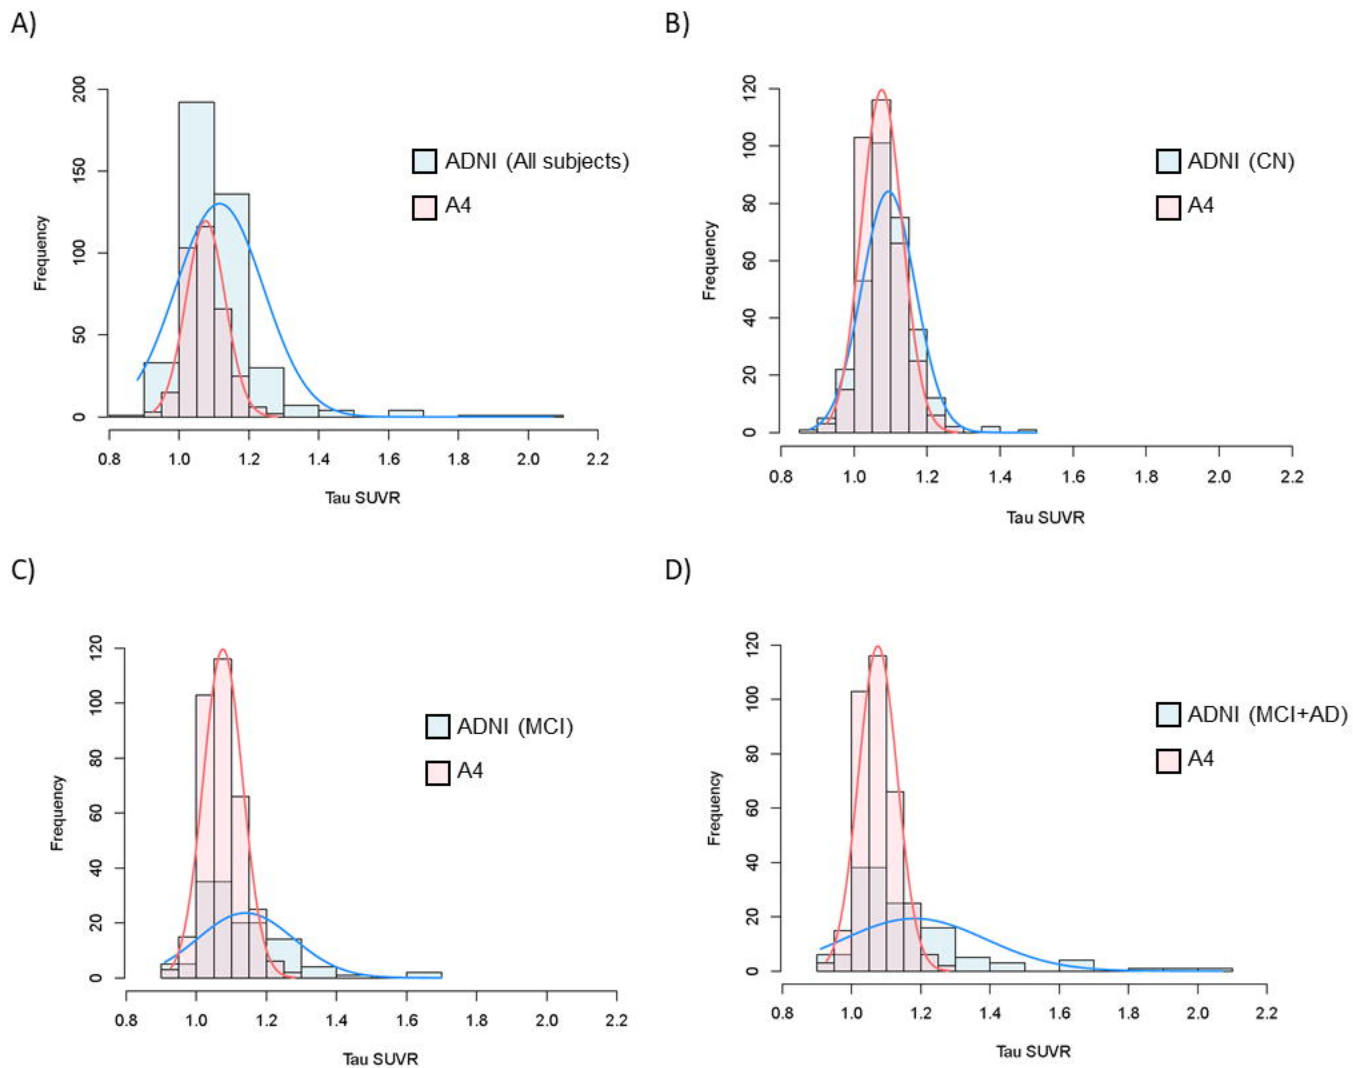 A)
200
150
100
50
0
Frequency
ADNI (All subjects)
A4
0.8 1.0 1.2 1.4 1.6 1.8 2.0 2.2
Tau SUVR
B)
120
100
80
60
40
20
0
Frequency
ADNI (CN)
A4
0.8 1.0 1.2 1.4 1.6 1.8 2.0 2.2
Tau SUVR
C)
120
100
80
60
40
20
0
Frequency
ADNI (MCI)
A4
0.8 1.0 1.2 1.4 1.6 1.8 2.0 2.2
Tau SUVR
D)
120
100
80
60
40
20
0
Frequency
ADNI (MCI+AD)
A4
0.8 1.0 1.2 1.4 1.6 1.8 2.0 2.2
Tau SUVR